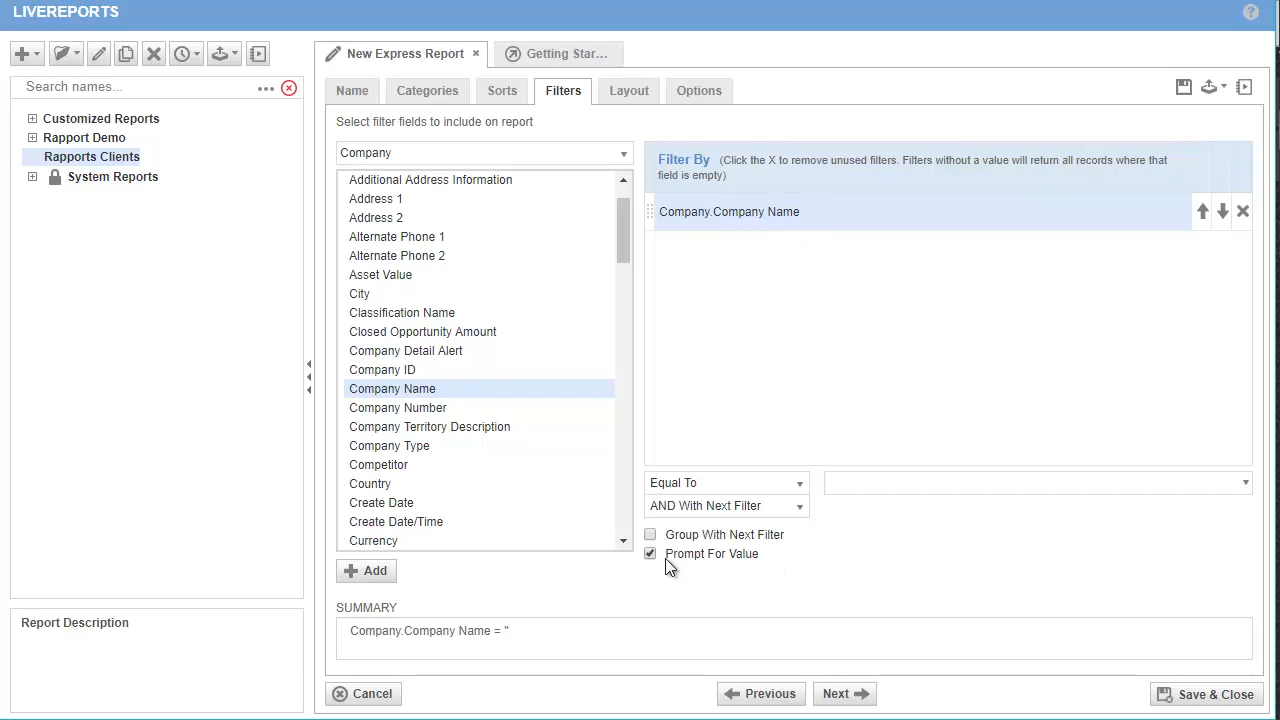 LIVEREPORTS
Search names...
Customized Reports
Rapport Demo
Rapports Clients
System Reports
Report Description
New Express Report
Getting Star...
Name
Categories
Sorts
Filters
Layout
Options
Select filter fields to include on report
Company
Additional Address Information
Address 1
Address 2
Alternate Phone 1
Alternate Phone 2
Asset Value
City
Classification Name
Closed Opportunity Amount
Company Detail Alert
Company ID
Company Name
Company Number
Company Territory Description
Company Type
Competitor
Country
Create Date
Create Date/Time
Currency
Add
Filter By (Click the X to remove unused filters. Filters without a value will return all records where that
field is empty)
Company.Company Name
Equal To
AND With Next Filter
Group With Next Filter
Prompt For Value
SUMMARY
Company.Company Name = ''
Cancel
Previous
Next
Save & Close